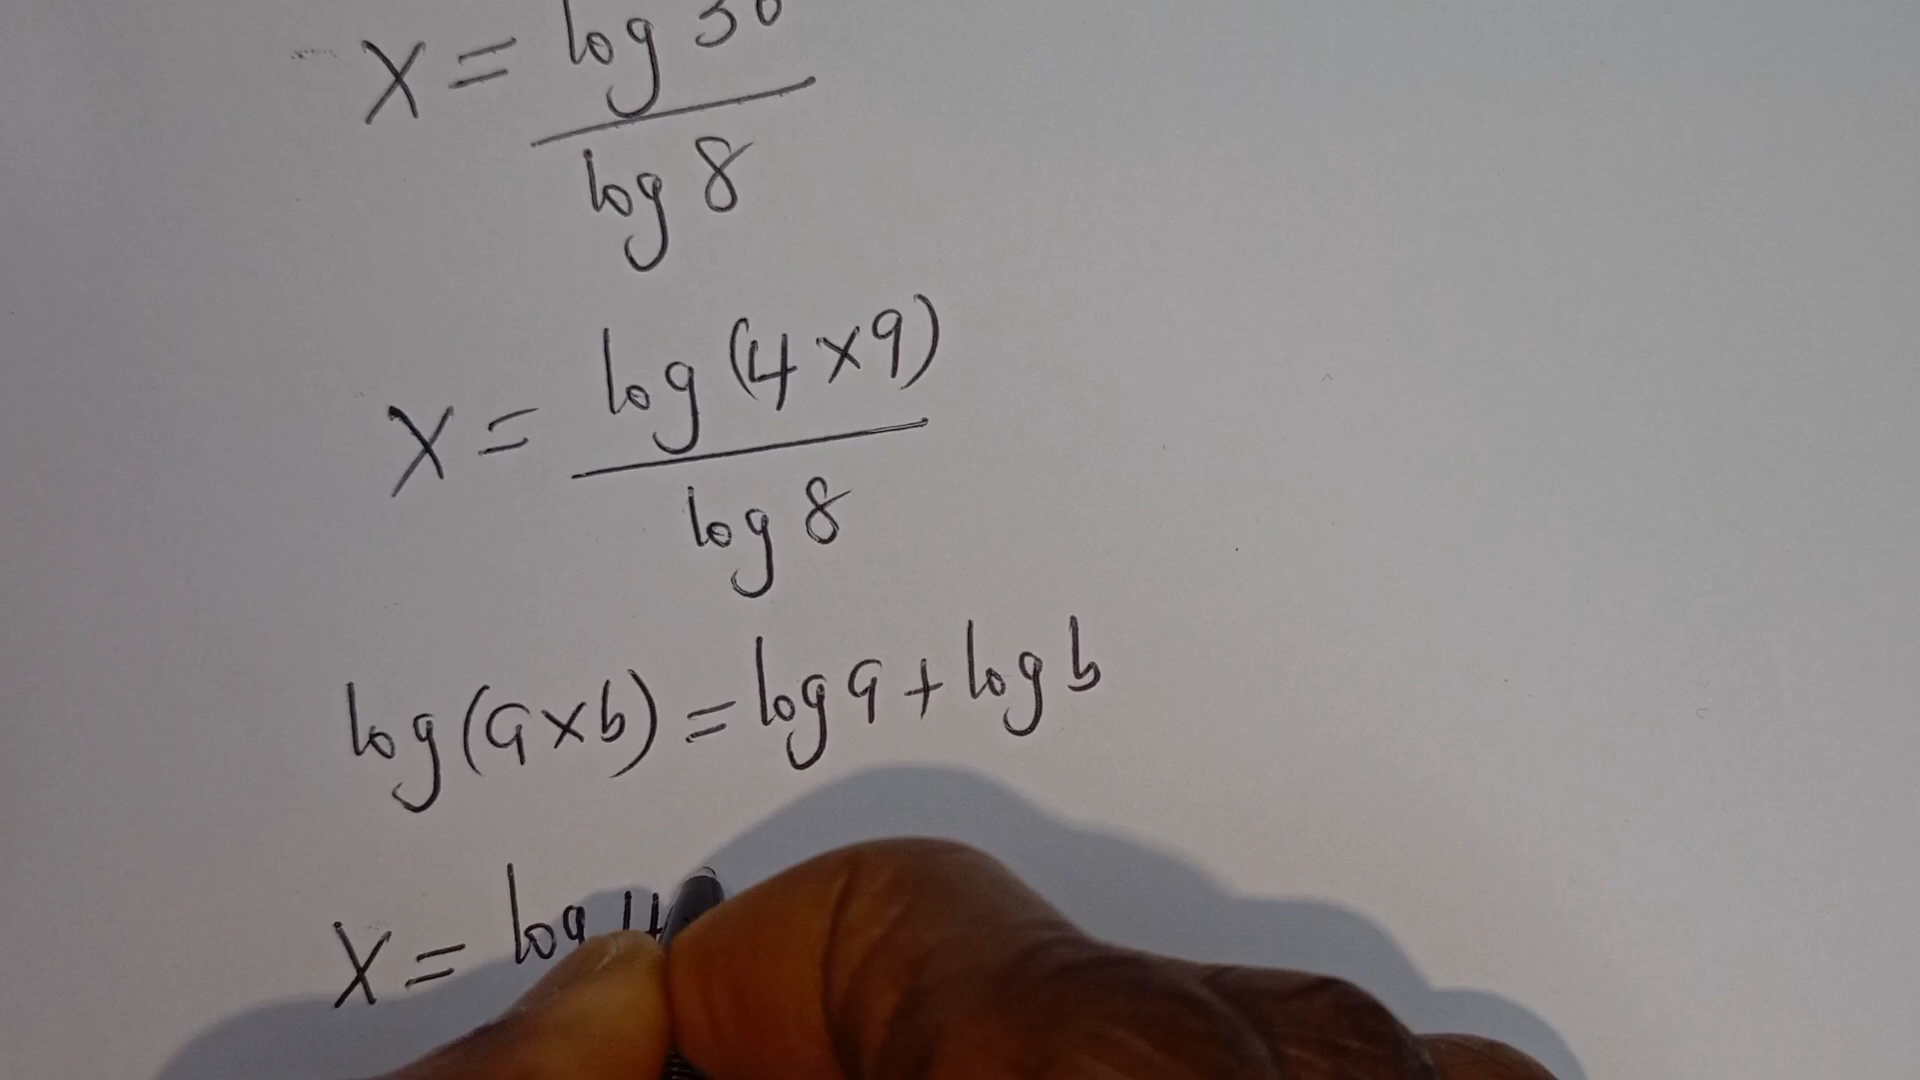 X = log 36
log 8
X = log (4 x 9)
log 8
log (a x b) = log a + log b
X = log 4